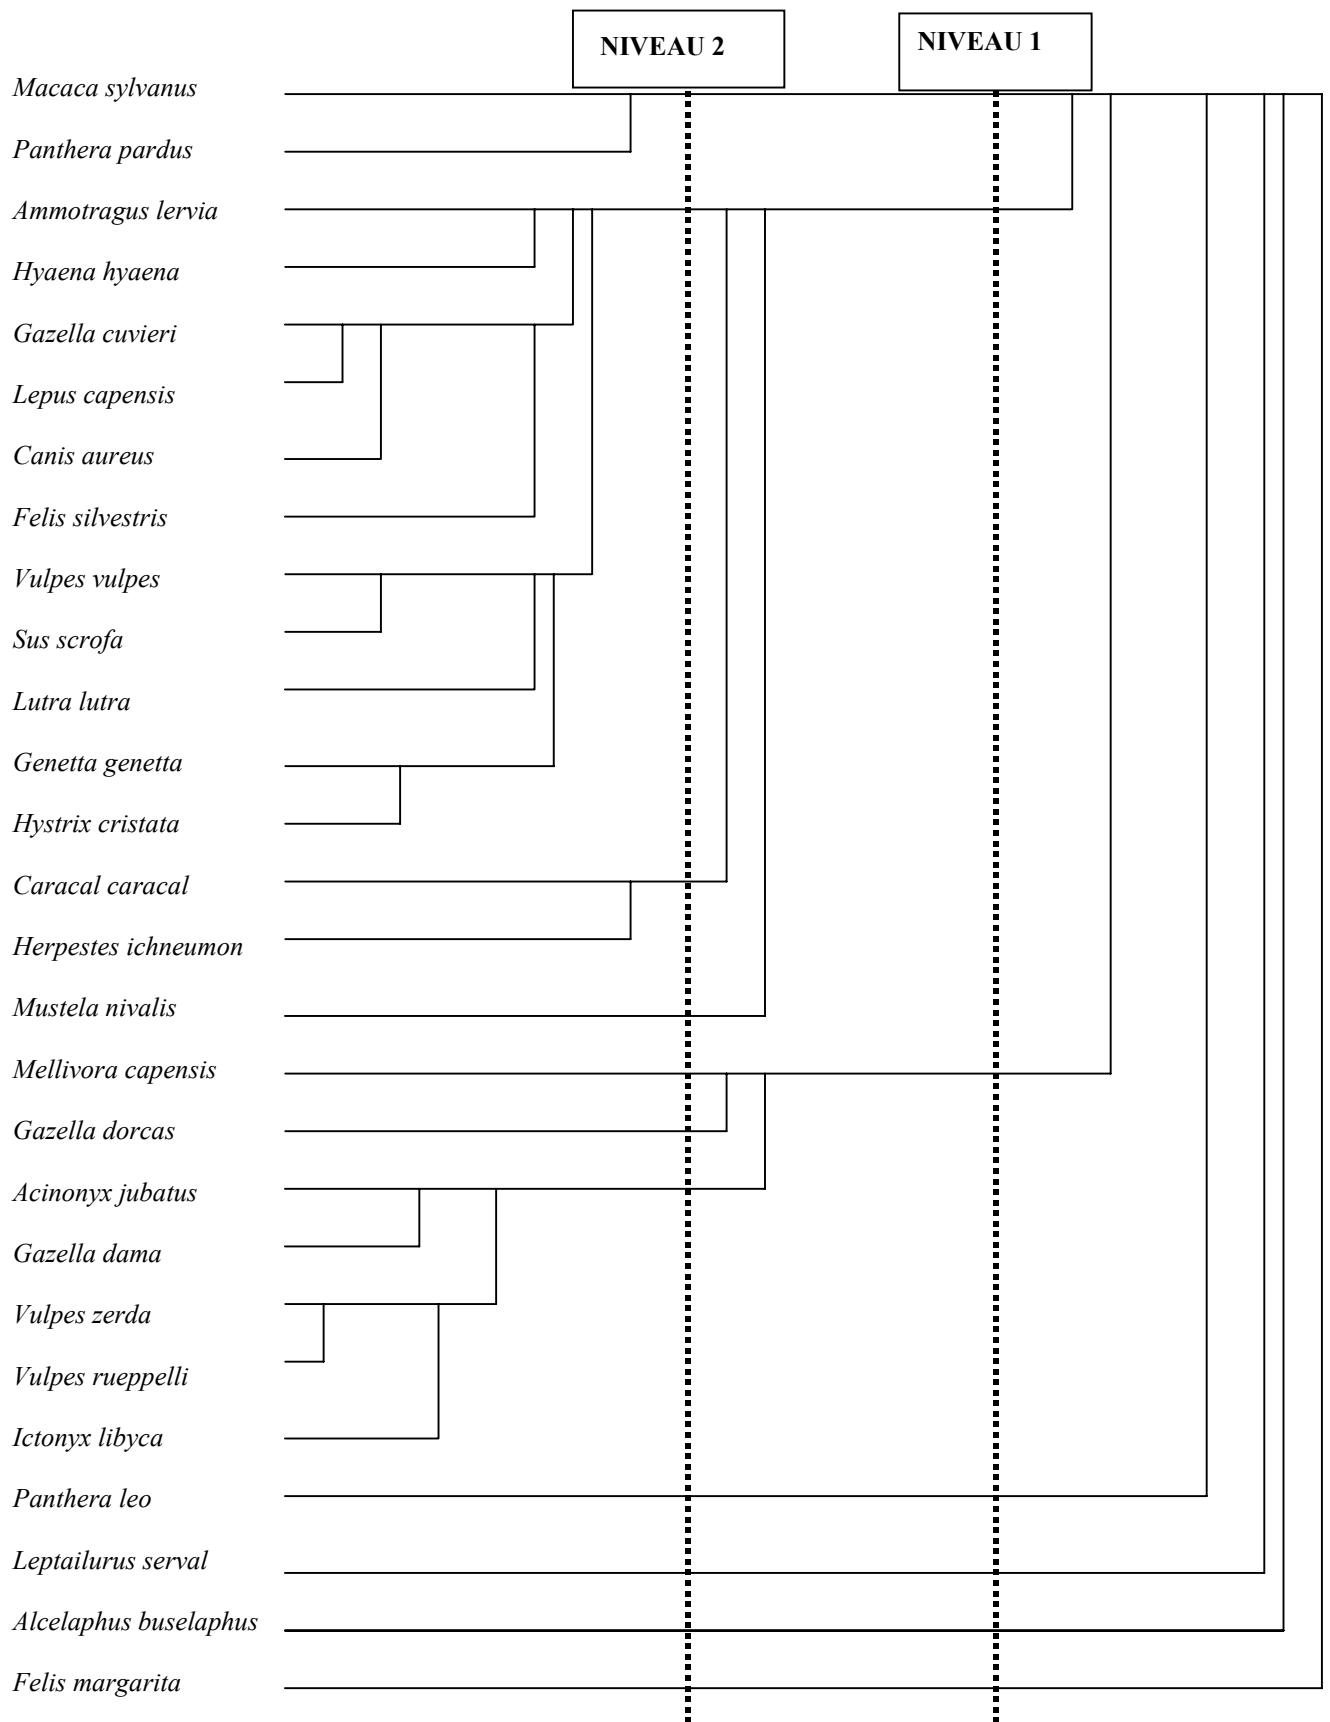 NIVEAU 2
NIVEAU 1
Macaca sylvanus
Panthera pardus
Ammotragus lervia
Hyaena hyaena
Gazella cuvieri
Lepus capensis
Canis aureus
Felis silvestris
Vulpes vulpes
Sus scrofa
Lutra lutra
Genetta genetta
Hystrix cristata
Caracal caracal
Herpestes ichneumon
Mustela nivalis
Mellivora capensis
Gazella dorcas
Acinonyx jubatus
Gazella dama
Vulpes zerda
Vulpes rueppelli
Ictonyx libyca
Panthera leo
Leptailurus serval
Alcelaphus buselaphus
Felis margarita